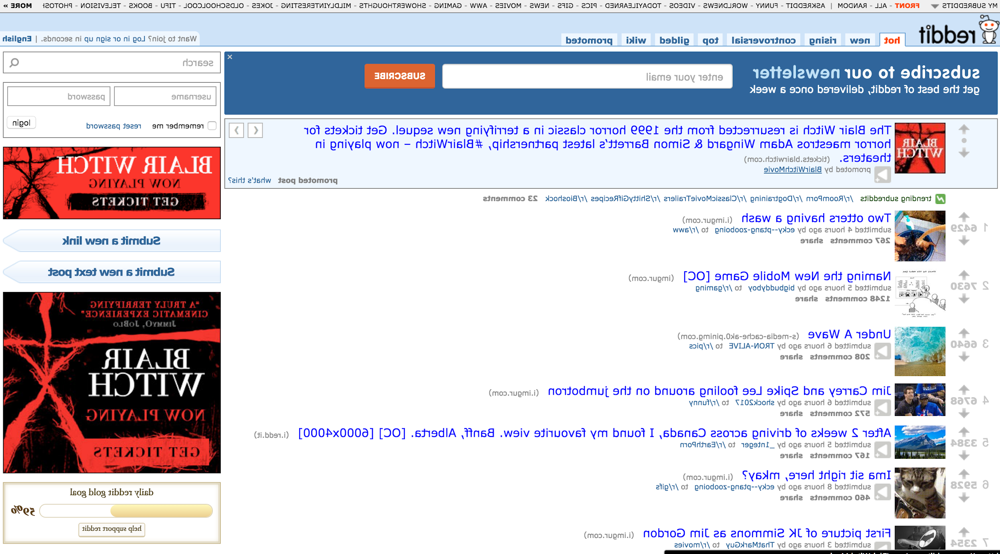 MY SUBREDDITS FRONT - ALL - RANDOM | ASKREDDIT - FUNNY - WORLDNEWS - VIDEOS - TODAYILEARNED - PICS - GIFS - NEWS - MOVIES - AWW - GAMING - SHOWERTHOUGHTS - MILDLYINTERESTING - JOKES - OLDSCHOOLCOOL - TIFU - BOOKS - TELEVISION - PHOTOSH MORE »
reddit hot new rising controversial top gilded wiki promoted
Want to join? Log in or sign up in seconds. | English
subscribe to our newsletter
get the best of reddit, delivered once a week
enter your email
SUBSCRIBE
×
The Blair Witch is resurrected from the 1999 horror classic in a terrifying new sequel. Get tickets for
horror maestros Adam Wingard & Simon Barrett's latest partnership, #BlairWitch – now playing in
theaters. (tickets.blairwitch.com)
promoted by BlairWitchMovie
promoted post what's this?
BLAIR
WITCH
trending subreddits /r/RoomPorn /r/Dogtraining /r/ClassicMovieTrailers /r/ShittyGifRecipes /r/Bioshock 23 comments
1 6429
Two otters having a wash (i.imgur.com)
submitted 4 hours ago by ecky--ptang-zooboing to /r/aww
267 comments share
2 7630
Naming the New Mobile Game [OC] (imgur.com)
submitted 5 hours ago by bigbuddyboy to /r/gaming
1248 comments share
3 6640
Under A Wave (s-media-cache-ak0.pinimg.com)
submitted 6 hours ago by TRON-ALIVE to /r/pics
208 comments share
4 6768
Jim Carrey and Spike Lee fooling around on the jumbotron (i.imgur.com)
submitted 6 hours ago by shock2017 to /r/funny
572 comments share
5 3384
After 2 weeks of driving across Canada, I found my favourite view. Banff, Alberta. [OC] [6000x4000] (i.redd.it)
submitted 5 hours ago by _1nteger to /r/EarthPorn
167 comments share
6 5928
Ima sit right here, mkay? (i.imgur.com)
submitted 8 hours ago by ecky--ptang-zooboing to /r/gifs
460 comments share
7 2354
First picture of JK Simmons as Jim Gordon (i.imgur.com)
submitted 3 hours ago by ThatMarkGuy to /r/movies
search
username password
remember me reset password login
BLAIR WITCH
NOW PLAYING
GET TICKETS
Submit a new link
Submit a new text post
"A TRULY TERRIFYING
CINEMATIC EXPERIENCE"
JIMMYO, JOBLO
BLAIR
WITCH
NOW PLAYING
GET TICKETS
daily reddit gold goal
59%
help support reddit